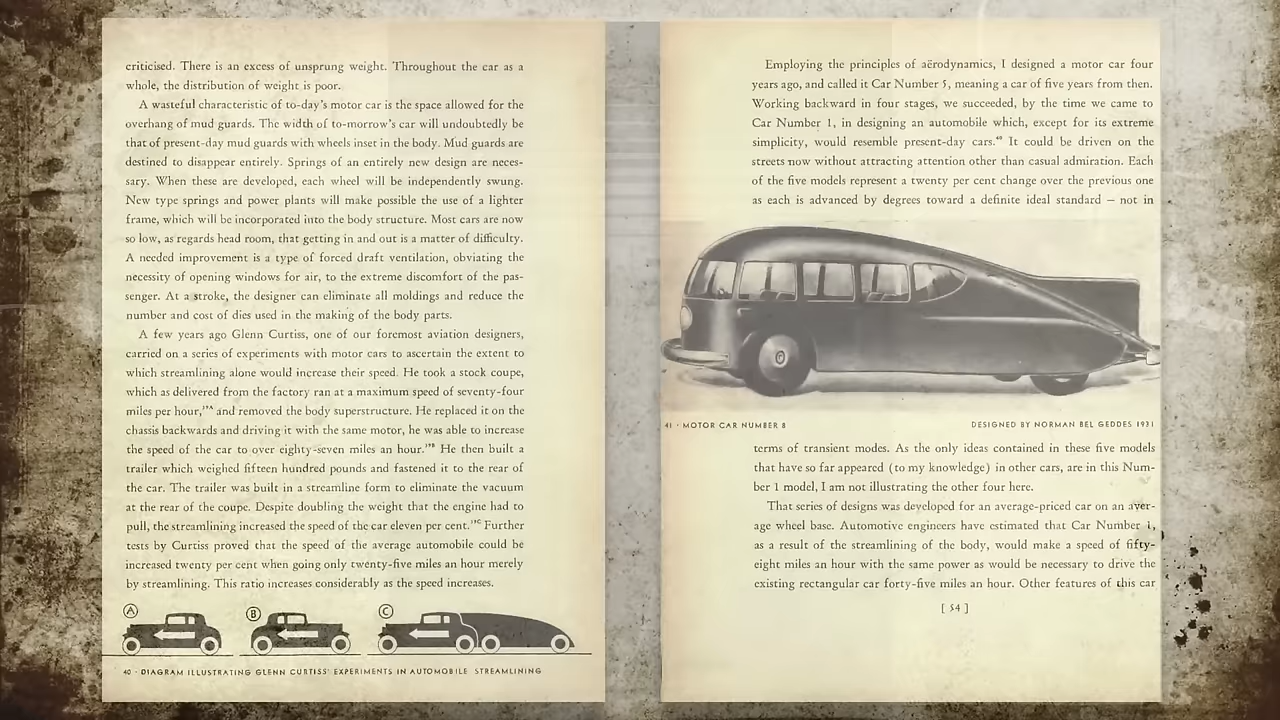 criticised. There is an excess of unsprung weight. Throughout the car as a
whole, the distribution of weight is poor.
A wasteful characteristic of to-day's motor car is the space allowed for the
overhang of mud guards. The width of to-morrow's car will undoubtedly be
that of present-day mud guards with wheels inset in the body. Mud guards are
destined to disappear entirely. Springs of an entirely new design are neces-
sary. When these are developed, each wheel will be independently swung.
New type springs and power plants will make possible the use of a lighter
frame, which will be incorporated into the body structure. Most cars are now
so low, as regards head room, that getting in and out is a matter of difficulty.
A needed improvement is a type of forced draft ventilation, obviating the
necessity of opening windows for air, to the extreme discomfort of the pas-
senger. At a stroke, the designer can eliminate all moldings and reduce the
number and cost of dies used in the making of the body parts.
A few years ago Glenn Curtiss, one of our foremost aviation designers,
carried on a series of experiments with motor cars to ascertain the extent to
which streamlining alone would increase their speed. He took a stock coupe,
which as delivered from the factory ran at a maximum speed of seventy-four
miles per hour,³⁹ᴬ and removed the body superstructure. He replaced it on the
chassis backwards and driving it with the same motor, he was able to increase
the speed of the car to over eighty-seven miles an hour.³⁹ᴮ He then built a
trailer which weighed fifteen hundred pounds and fastened it to the rear of
the car. The trailer was built in a streamline form to eliminate the vacuum
at the rear of the coupe. Despite doubling the weight that the engine had to
pull, the streamlining increased the speed of the car eleven per cent.³⁹ᶜ Further
tests by Curtiss proved that the speed of the average automobile could be
increased twenty per cent when going only twenty-five miles an hour merely
by streamlining. This ratio increases considerably as the speed increases.
A B C
40 · DIAGRAM ILLUSTRATING GLENN CURTISS' EXPERIMENTS IN AUTOMOBILE STREAMLINING
Employing the principles of aërodynamics, I designed a motor car four
years ago, and called it Car Number 5, meaning a car of five years from then.
Working backward in four stages, we succeeded, by the time we came to
Car Number 1, in designing an automobile which, except for its extreme
simplicity, would resemble present-day cars.⁴⁰ It could be driven on the
streets now without attracting attention other than casual admiration. Each
of the five models represent a twenty per cent change over the previous one
as each is advanced by degrees toward a definite ideal standard — not in
41 · MOTOR CAR NUMBER 8 DESIGNED BY NORMAN BEL GEDDES 1931
terms of transient modes. As the only ideas contained in these five models
that have so far appeared (to my knowledge) in other cars, are in this Num-
ber 1 model, I am not illustrating the other four here.
That series of designs was developed for an average-priced car on an aver-
age wheel base. Automotive engineers have estimated that Car Number 1,
as a result of the streamlining of the body, would make a speed of fifty-
eight miles an hour with the same power as would be necessary to drive the
existing rectangular car forty-five miles an hour. Other features of this car
[ 54 ]